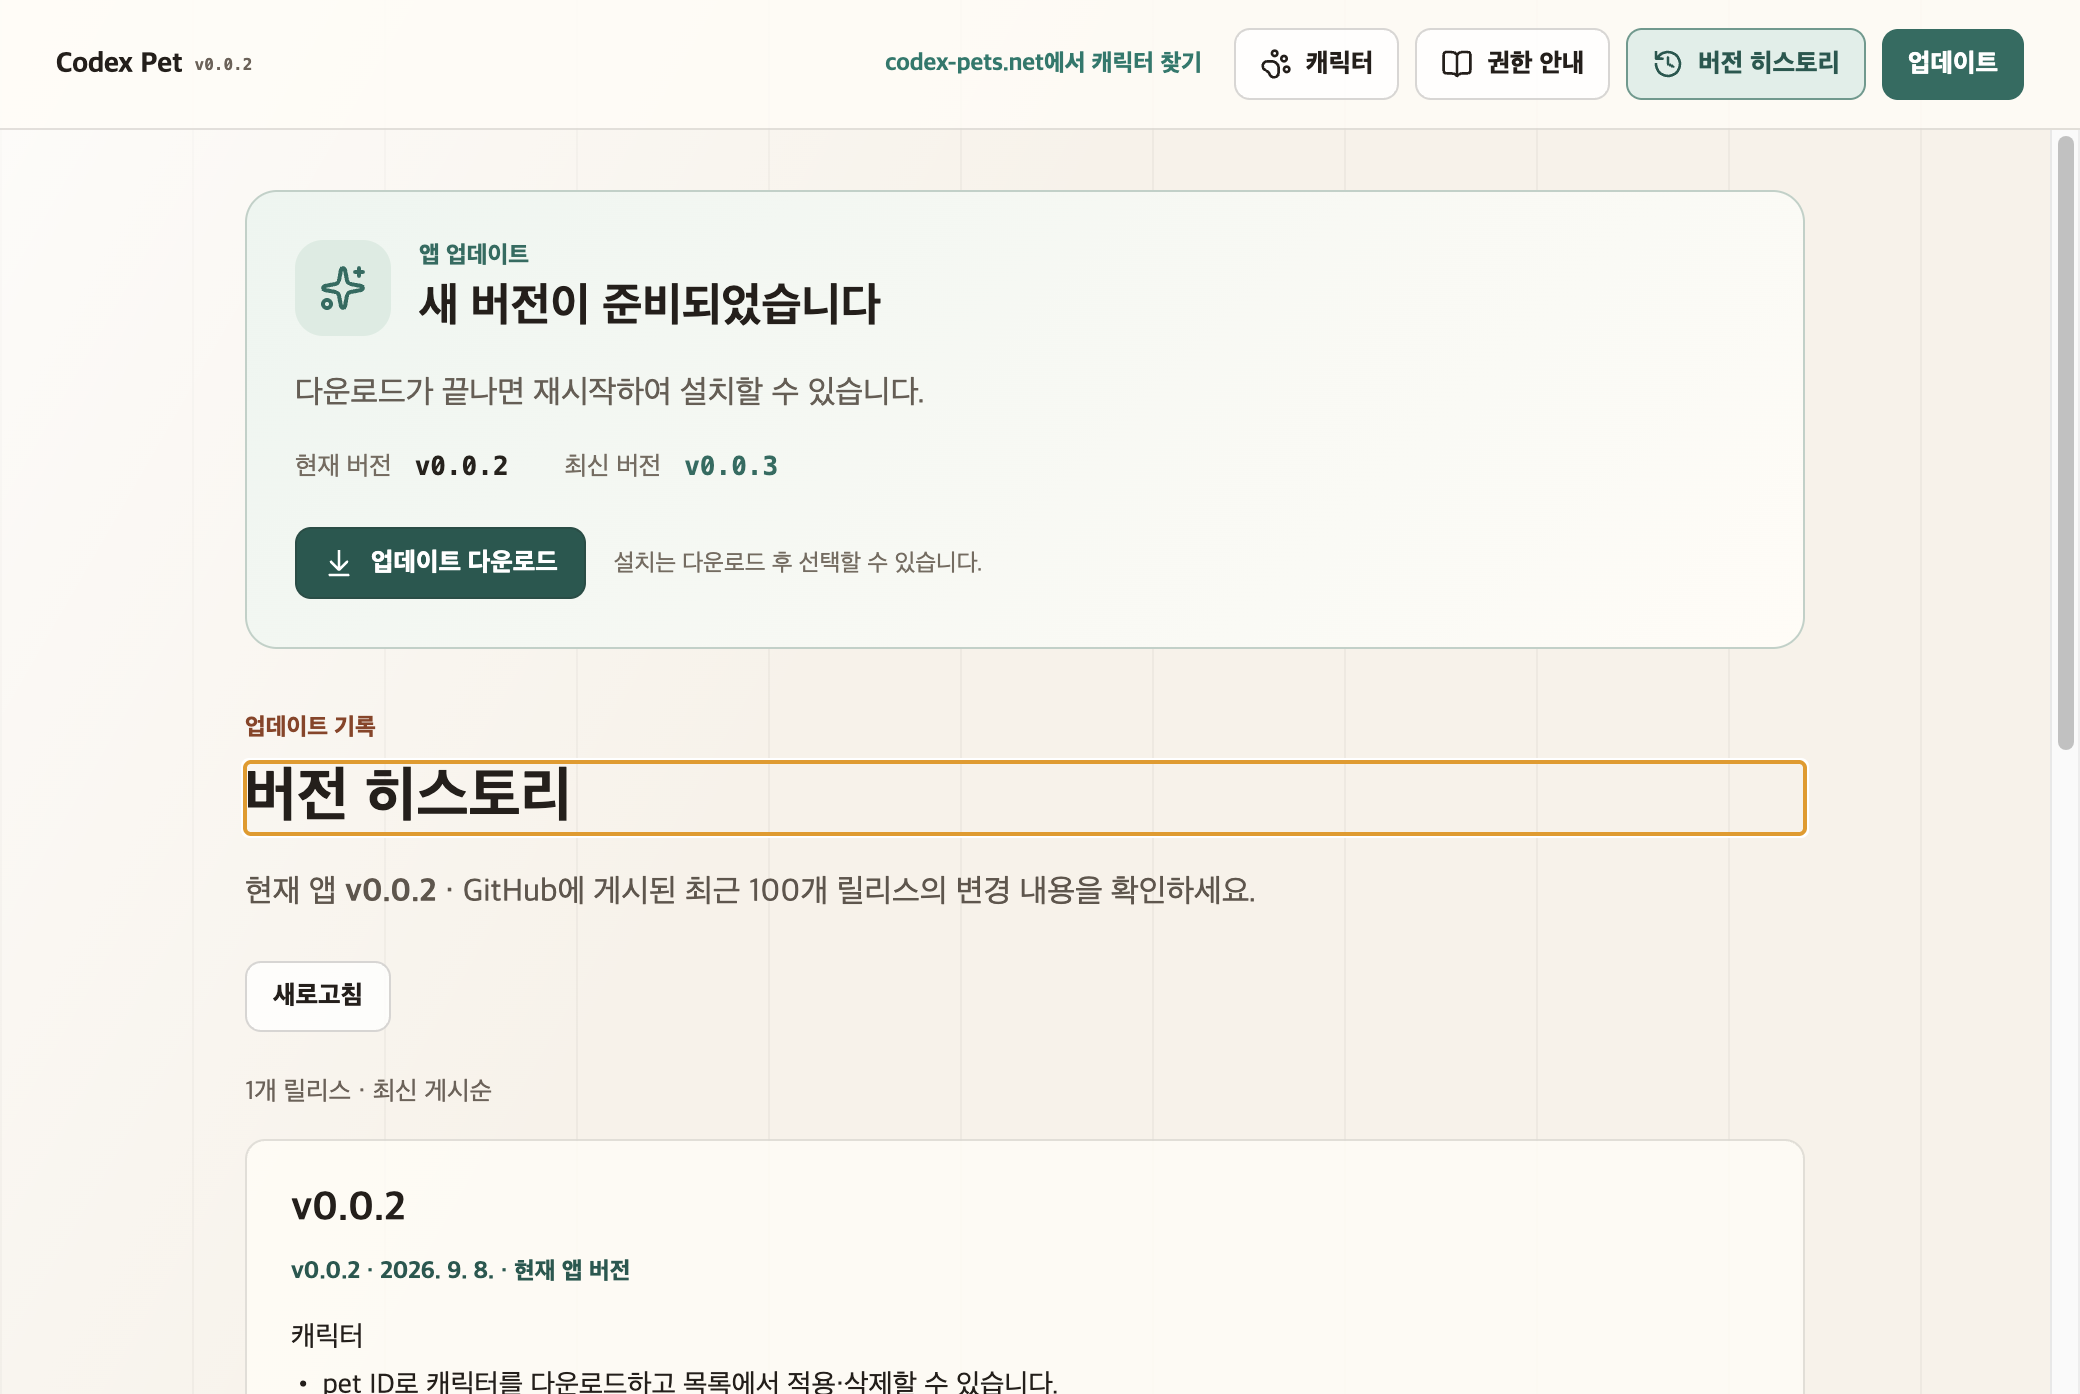 Codex Pet v0.0.2
codex-pets.net에서 캐릭터 찾기
캐릭터
권한 안내
버전 히스토리
업데이트
앱 업데이트
새 버전이 준비되었습니다
다운로드가 끝나면 재시작하여 설치할 수 있습니다.
현재 버전 v0.0.2 최신 버전 v0.0.3
업데이트 다운로드
설치는 다운로드 후 선택할 수 있습니다.
업데이트 기록
버전 히스토리
현재 앱 v0.0.2 · GitHub에 게시된 최근 100개 릴리스의 변경 내용을 확인하세요.
새로고침
1개 릴리스 · 최신 게시순
v0.0.2
v0.0.2 · 2026. 9. 8. · 현재 앱 버전
캐릭터
• pet ID로 캐릭터를 다운로드하고 목록에서 적용·삭제할 수 있습니다.